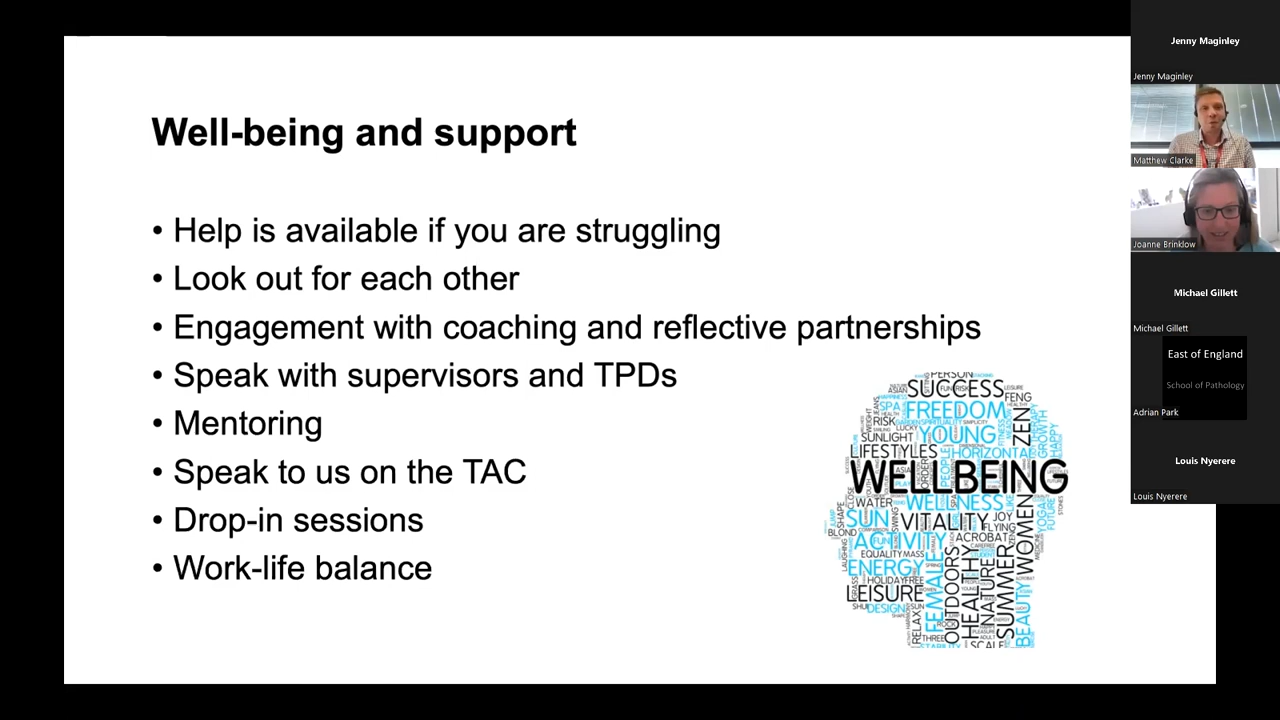 Well-being and support
• Help is available if you are struggling
• Look out for each other
• Engagement with coaching and reflective partnerships
• Speak with supervisors and TPDs
• Mentoring
• Speak to us on the TAC
• Drop-in sessions
• Work-life balance
PERSON
SUCCESS
FENG
SPA
FREEDOM
RISK
ZEN
YOUNG
SUNLIGHT
GROWTH
HAPPY
LIFESTYLES
PEOPLE
HORIZONTA
WELLBEING
WATER
WELLNESS
SHAPE
SUN
VITALITY
JOY
FLYING
YOGA
FUTURE
BLOND
ACTIVITY
ACROBAT
WOMEN
EQUALITY
MASS
ENERGY
HOLIDAY
FREE
LEISURE
FEMALE
OUTDOORS
HEALTHY
NATURE
SUMMER
BEAUTY
DESIGN
RELAX
THREE
SCALE
Jenny Maginley
Jenny Maginley
Matthew Clarke
Joanne Brinklow
Michael Gillett
Michael Gillett
East of England
School of Pathology
Adrian Park
Louis Nyerere
Louis Nyerere